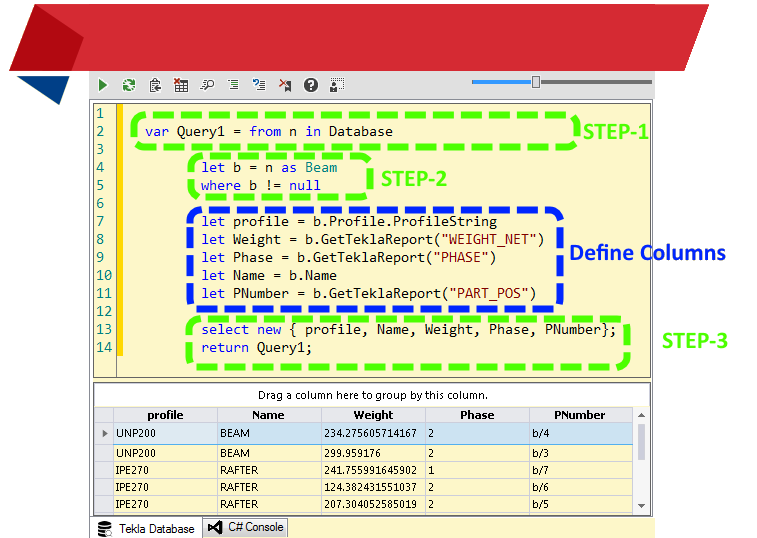 1
2 var Query1 = from n in Database STEP-1
3
4 let b = n as Beam
5 where b != null STEP-2
6
7 let profile = b.Profile.ProfileString
8 let Weight = b.GetTeklaReport("WEIGHT_NET")
9 let Phase = b.GetTeklaReport("PHASE") Define Columns
10 let Name = b.Name
11 let PNumber = b.GetTeklaReport("PART_POS")
12
13 select new { profile, Name, Weight, Phase, PNumber};
14 return Query1; STEP-3
Drag a column here to group by this column.
profile Name Weight Phase PNumber
UNP200 BEAM 234.275605714167 2 b/4
UNP200 BEAM 299.959176 2 b/3
IPE270 RAFTER 241.755991645902 1 b/7
IPE270 RAFTER 124.382431551037 2 b/6
IPE270 RAFTER 207.304052585019 2 b/5
Tekla Database C# Console